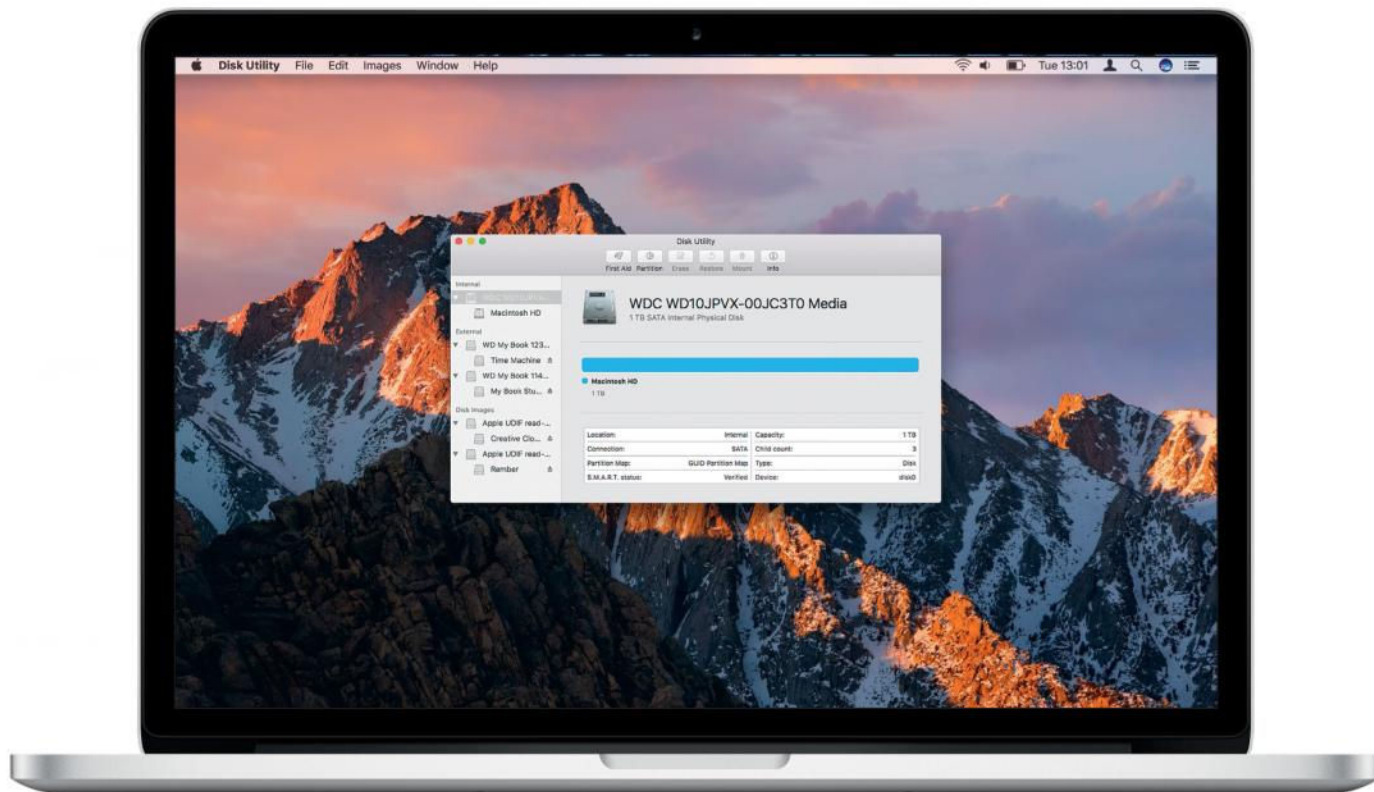 Disk Utility File Edit Images Window Help Tue 13:01
Disk Utility
First Aid Partition Erase Restore Mount Info
Internal
Macintosh HD
External
WD My Book 123...
Time Machine
WD My Book 114...
My Book Stu...
Disk Images
Apple UDIF read-...
Creative Clo...
Apple UDIF read-...
Rember
WDC WD10JPVX-00JC3T0 Media
1 TB SATA Internal Physical Disk
Macintosh HD
1 TB
Location: Internal Capacity: 1 TB
Connection: SATA Child count: 3
Partition Map: GUID Partition Map Type: Disk
S.M.A.R.T. status: Verified Device: disk0